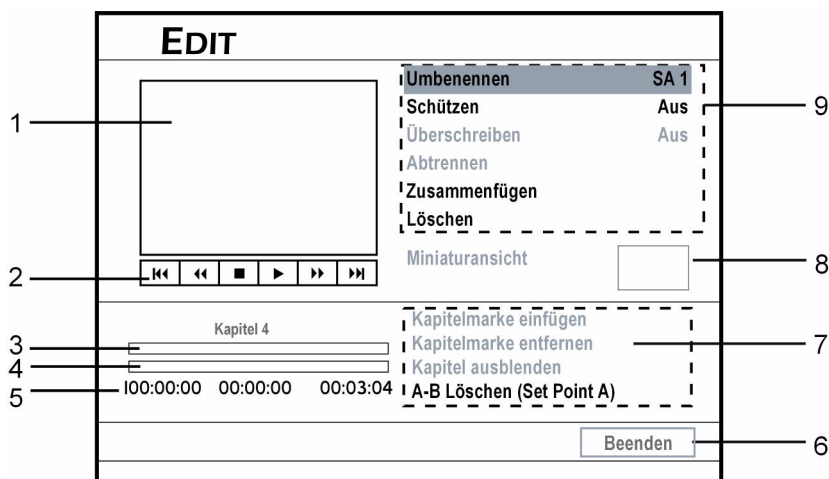 EDIT
Umbenennen SA 1
Schützen Aus
Überschreiben Aus
Abtrennen
Zusammenfügen
Löschen
Miniaturansicht
Kapitel 4
Kapitelmarke einfügen
Kapitelmarke entfernen
Kapitel ausblenden
A-B Löschen (Set Point A)
I00:00:00 00:00:00 00:03:04
Beenden
1
2
3
4
5
9
8
7
6